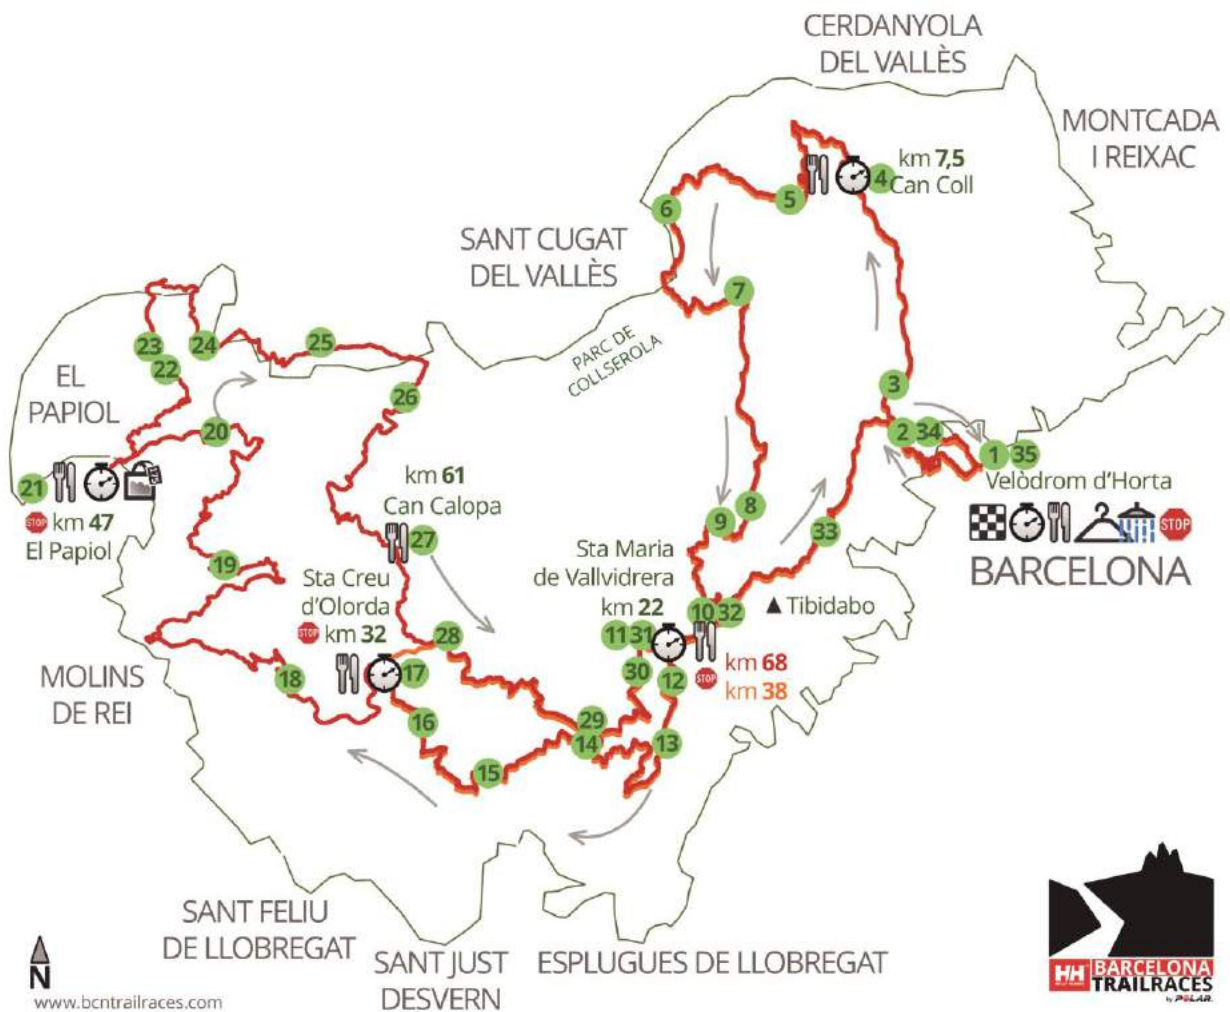 CERDANYOLA
DEL VALLÈS
MONTCADA
I REIXAC
km 7,5
4 Can Coll
5
6
SANT CUGAT
DEL VALLÈS
7
PARC DE
COLLSEROLA
23
24
25
22
EL
PAPIOL
26
3
20
2
34
1
35
Velòdrom d'Horta
STOP
BARCELONA
21
STOP km 47
El Papiol
km 61
Can Calopa
27
8
9
33
19
Sta Maria
de Vallvidrera
km 22
Sta Creu
d'Olorda
STOP km 32
10
32
Tibidabo
11
31
28
30
12
km 68
STOP
km 38
17
18
MOLINS
DE REI
16
29
14
13
15
SANT FELIU
DE LLOBREGAT
SANT JUST
DESVERN
ESPLUGUES DE LLOBREGAT
N
www.bcntrailraces.com
HH
BARCELONA
TRAILRACES
by POLAR